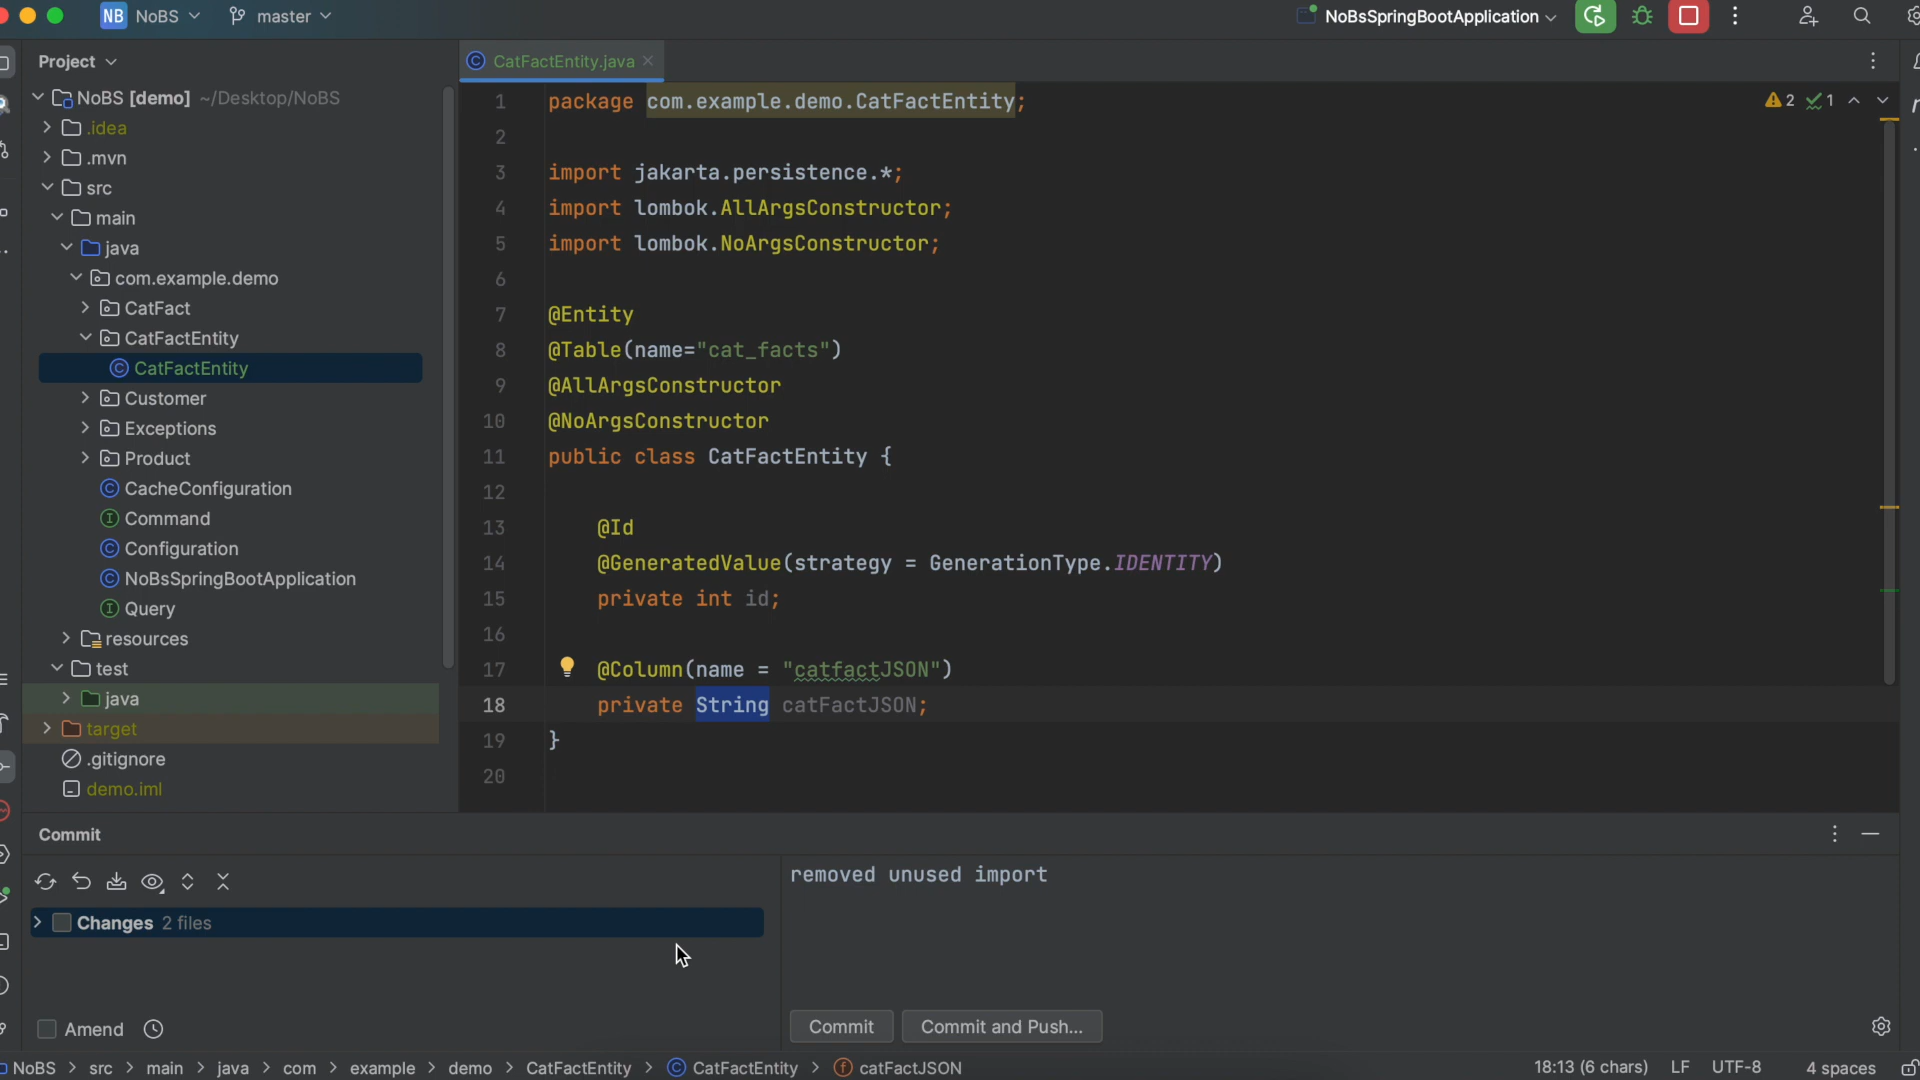 NB NoBS master NoBsSpringBootApplication
Project
CatFactEntity.java
NoBS [demo] ~/Desktop/NoBS
.idea
.mvn
src
main
java
com.example.demo
CatFact
CatFactEntity
CatFactEntity
Customer
Exceptions
Product
CacheConfiguration
Command
Configuration
NoBsSpringBootApplication
Query
resources
test
java
target
.gitignore
demo.iml
2 1
1 package com.example.demo.CatFactEntity;
2
3 import jakarta.persistence.*;
4 import lombok.AllArgsConstructor;
5 import lombok.NoArgsConstructor;
6
7 @Entity
8 @Table(name="cat_facts")
9 @AllArgsConstructor
10 @NoArgsConstructor
11 public class CatFactEntity {
12
13 @Id
14 @GeneratedValue(strategy = GenerationType.IDENTITY)
15 private int id;
16
17 @Column(name = "catfactJSON")
18 private String catFactJSON;
19 }
20
Commit
Changes 2 files
removed unused import
Amend
Commit Commit and Push...
NoBS > src > main > java > com > example > demo > CatFactEntity > CatFactEntity > catFactJSON
18:13 (6 chars) LF UTF-8 4 spaces